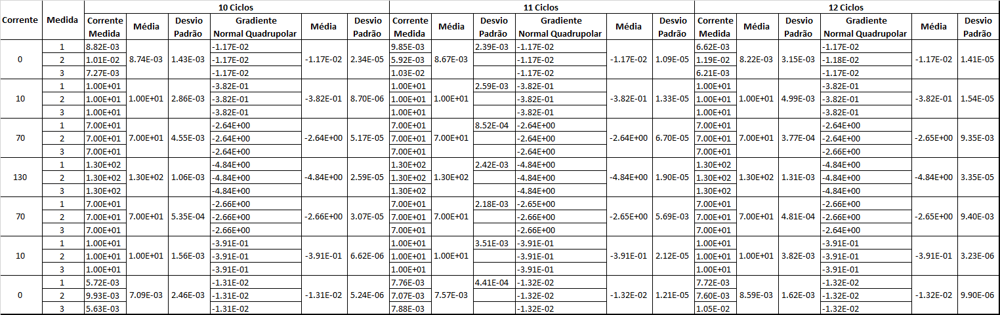 10 Ciclos 11 Ciclos 12 Ciclos
Corrente Medida Corrente Medida Média Desvio Padrão Gradiente Normal Quadrupolar Média Desvio Padrão Corrente Medida Média Desvio Padrão Gradiente Normal Quadrupolar Média Desvio Padrão Corrente Medida Média Desvio Padrão Gradiente Normal Quadrupolar Média Desvio Padrão
1 8.82E-03 -1.17E-02 9.85E-03 2.39E-03 -1.17E-02 6.62E-03 -1.17E-02
0 2 1.01E-02 8.74E-03 1.43E-03 -1.17E-02 -1.17E-02 2.34E-05 5.92E-03 8.67E-03 -1.17E-02 -1.17E-02 1.09E-05 1.19E-02 8.22E-03 3.15E-03 -1.18E-02 -1.17E-02 1.41E-05
3 7.27E-03 -1.17E-02 1.03E-02 -1.17E-02 6.21E-03 -1.17E-02
1 1.00E+01 -3.82E-01 1.00E+01 2.59E-03 -3.82E-01 1.00E+01 -3.82E-01
10 2 1.00E+01 1.00E+01 2.86E-03 -3.82E-01 -3.82E-01 8.70E-06 1.00E+01 1.00E+01 -3.82E-01 -3.82E-01 1.33E-05 1.00E+01 1.00E+01 4.99E-03 -3.82E-01 -3.82E-01 1.54E-05
3 1.00E+01 -3.82E-01 1.00E+01 -3.82E-01 1.00E+01 -3.82E-01
1 7.00E+01 -2.64E+00 7.00E+01 8.52E-04 -2.64E+00 7.00E+01 -2.64E+00
70 2 7.00E+01 7.00E+01 4.55E-03 -2.64E+00 -2.64E+00 5.17E-05 7.00E+01 7.00E+01 -2.64E+00 -2.64E+00 6.70E-05 7.00E+01 7.00E+01 3.77E-04 -2.64E+00 -2.65E+00 9.35E-03
3 7.00E+01 -2.64E+00 7.00E+01 -2.64E+00 7.00E+01 -2.66E+00
1 1.30E+02 -4.84E+00 1.30E+02 2.42E-03 -4.84E+00 1.30E+02 -4.84E+00
130 2 1.30E+02 1.30E+02 1.06E-03 -4.84E+00 -4.84E+00 2.59E-05 1.30E+02 1.30E+02 -4.84E+00 -4.84E+00 1.90E-05 1.30E+02 1.30E+02 1.31E-03 -4.84E+00 -4.84E+00 3.35E-05
3 1.30E+02 -4.84E+00 1.30E+02 -4.84E+00 1.30E+02 -4.84E+00
1 7.00E+01 -2.66E+00 7.00E+01 2.18E-03 -2.65E+00 7.00E+01 -2.66E+00
70 2 7.00E+01 7.00E+01 5.35E-04 -2.66E+00 -2.66E+00 3.07E-05 7.00E+01 7.00E+01 -2.66E+00 -2.65E+00 5.69E-03 7.00E+01 7.00E+01 4.81E-04 -2.66E+00 -2.65E+00 9.40E-03
3 7.00E+01 -2.66E+00 7.00E+01 -2.66E+00 7.00E+01 -2.64E+00
1 1.00E+01 -3.91E-01 1.00E+01 3.51E-03 -3.91E-01 1.00E+01 -3.91E-01
10 2 1.00E+01 1.00E+01 1.56E-03 -3.91E-01 -3.91E-01 6.62E-06 1.00E+01 1.00E+01 -3.91E-01 -3.91E-01 2.12E-05 1.00E+01 1.00E+01 3.82E-03 -3.91E-01 -3.91E-01 3.23E-06
3 1.00E+01 -3.91E-01 1.00E+01 -3.91E-01 1.00E+01 -3.91E-01
1 5.72E-03 -1.31E-02 7.76E-03 4.41E-04 -1.32E-02 7.72E-03 -1.32E-02
0 2 9.93E-03 7.09E-03 2.46E-03 -1.31E-02 -1.31E-02 5.24E-06 7.07E-03 7.57E-03 -1.32E-02 -1.32E-02 1.21E-05 7.60E-03 8.59E-03 1.62E-03 -1.32E-02 -1.32E-02 9.90E-06
3 5.63E-03 -1.31E-02 7.88E-03 -1.32E-02 1.05E-02 -1.32E-02